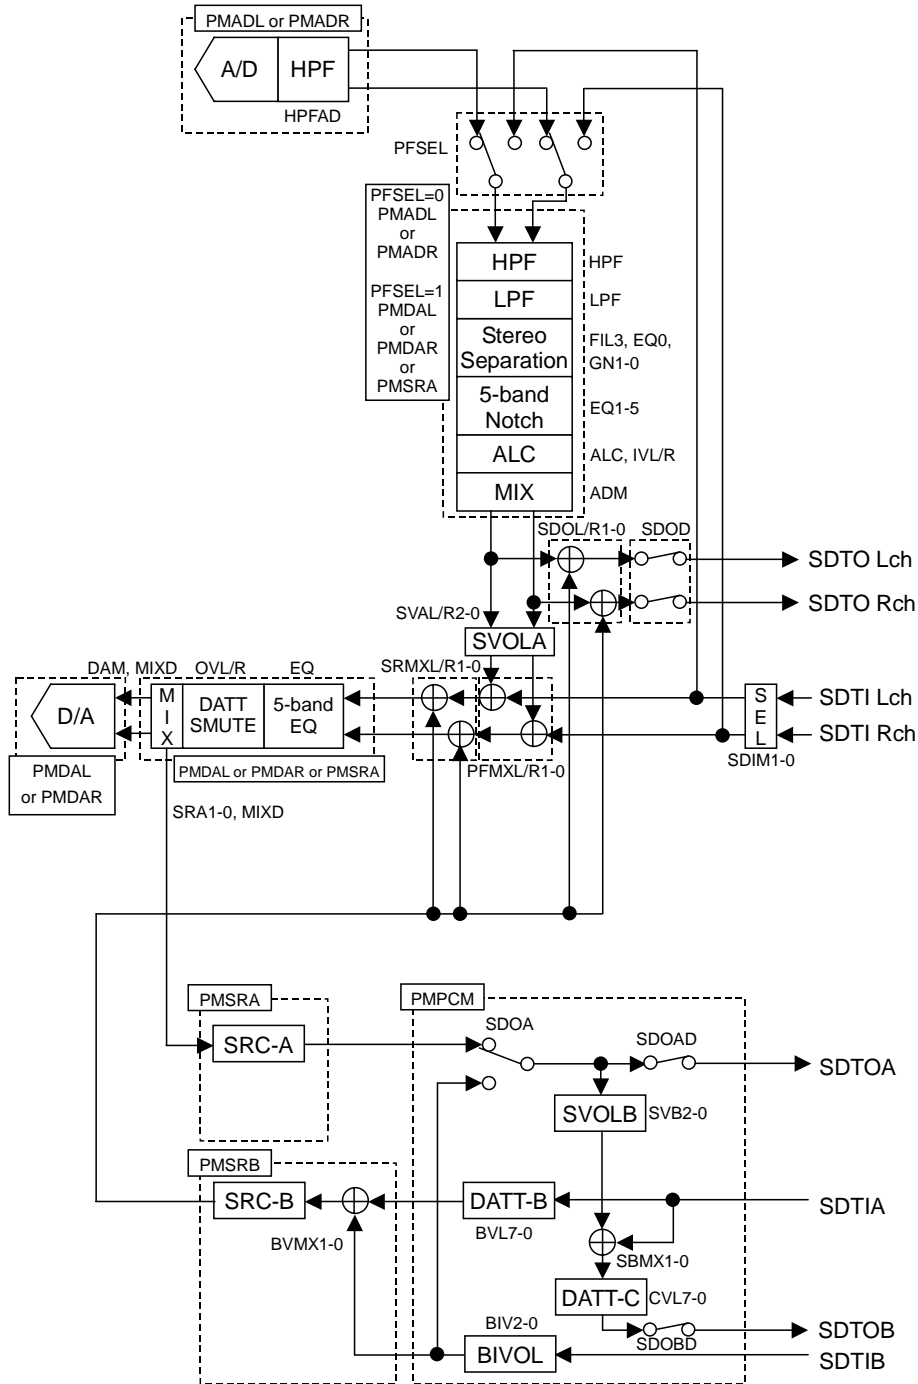 PMADL or PMADR
A/D
HPF
HPFAD
PFSEL
PFSEL=0
PMADL
or
PMADR
PFSEL=1
PMDAL
or
PMDAR
or
PMSRA
HPF
HPF
LPF
LPF
Stereo
Separation
FIL3, EQ0,
GN1-0
5-band
Notch
EQ1-5
ALC
ALC, IVL/R
MIX
ADM
SDOL/R1-0
SDOD
SDTO Lch
SDTO Rch
SVAL/R2-0
SVOLA
DAM, MIXD
OVL/R
EQ
SRMXL/R1-0
D/A
M
I
X
DATT
SMUTE
5-band
EQ
S
E
L
SDTI Lch
SDTI Rch
SDIM1-0
PFMXL/R1-0
PMDAL
or PMDAR
PMDAL or PMDAR or PMSRA
SRA1-0, MIXD
PMSRA
SRC-A
PMPCM
SDOA
SDOAD
SDTOA
SVOLB
SVB2-0
PMSRB
SRC-B
BVMX1-0
DATT-B
BVL7-0
SDTIA
SBMX1-0
DATT-C
CVL7-0
SDTOB
SDOBD
BIV2-0
BIVOL
SDTIB